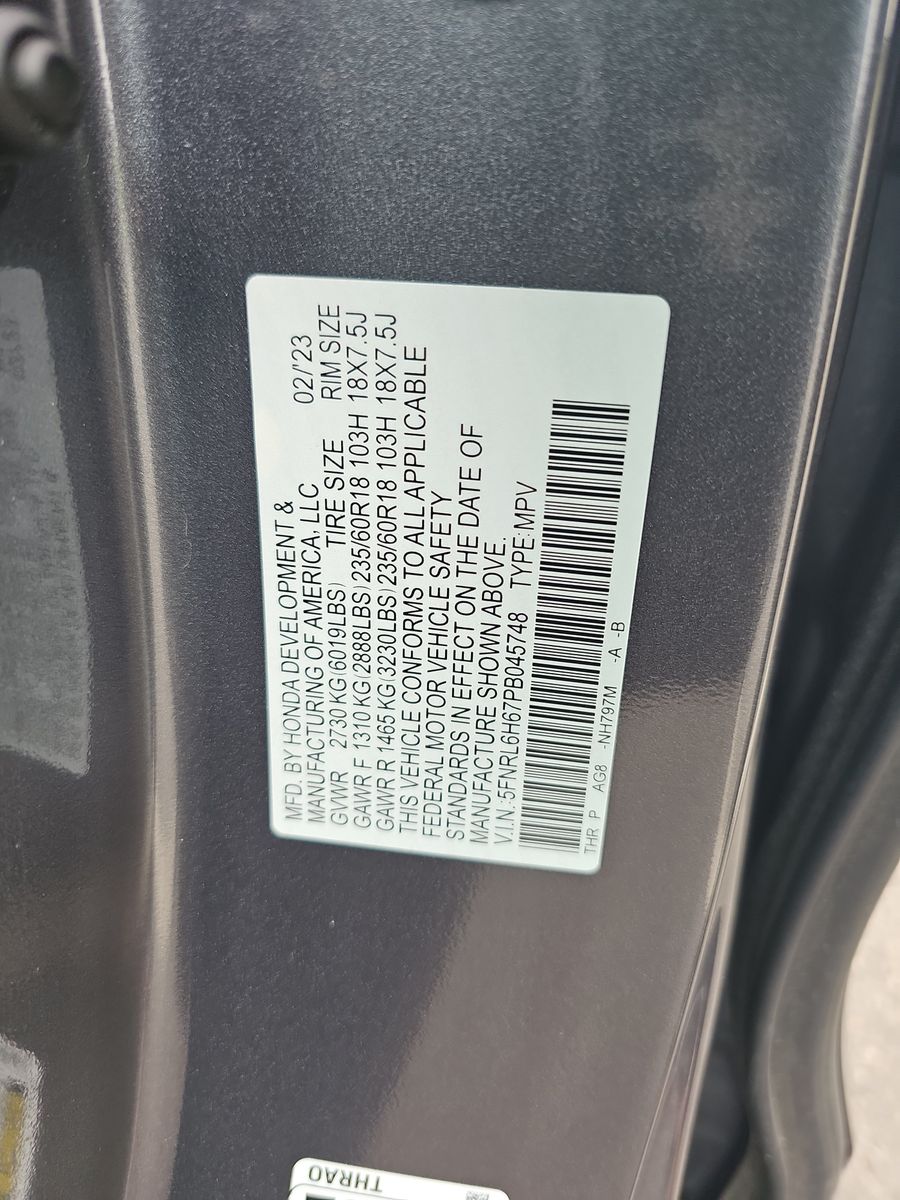 MFD. BY HONDA DEVELOPMENT & 02/'23
MANUFACTURING OF AMERICA, LLC
GVWR 2730 KG(6019LBS) TIRE SIZE RIM SIZE
GAWR F 1310 KG(2888LBS) 235/60R18 103H 18X7.5J
GAWR R 1465 KG(3230LBS) 235/60R18 103H 18X7.5J
THIS VEHICLE CONFORMS TO ALL APPLICABLE
FEDERAL MOTOR VEHICLE SAFETY
STANDARDS IN EFFECT ON THE DATE OF
MANUFACTURE SHOWN ABOVE.
V.I.N.:5FNRL6H67PB045748 TYPE:MPV
THR P AG8 -NH797M -A -B
THRA0